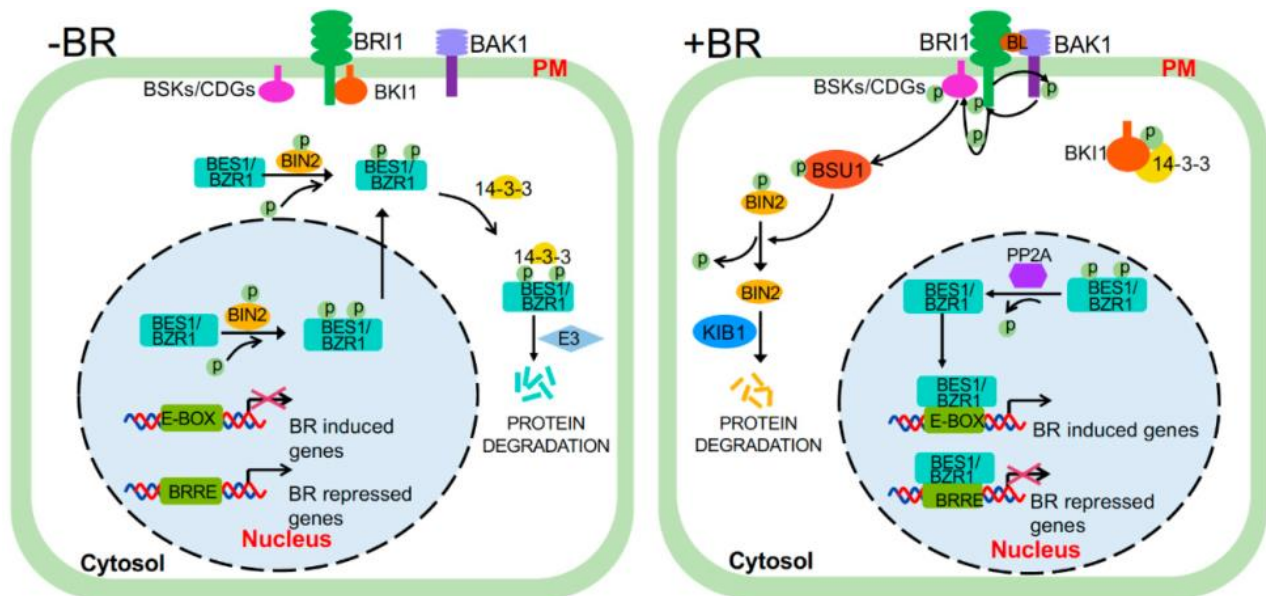 -BR
BRI1
BAK1
PM
BSKs/CDGs
BKI1
p
p
p
BES1/
BZR1
BIN2
BES1/
BZR1
p
14-3-3
14-3-3
p
p
BES1/
BZR1
E3
PROTEIN
DEGRADATION
p
BES1/
BZR1
BIN2
p
p
p
BES1/
BZR1
E-BOX
BR induced
genes
BRRE
BR repressed
genes
Nucleus
Cytosol
+BR
BRI1
BL
BAK1
PM
BSKs/CDGs
p
p
p
p
BKI1
p
14-3-3
p
BSU1
p
BIN2
p
BIN2
KIB1
PROTEIN
DEGRADATION
PP2A
p
p
BES1/
BZR1
BES1/
BZR1
p
BES1/
BZR1
E-BOX
BR induced genes
BES1/
BZR1
BRRE
BR repressed
genes
Nucleus
Cytosol